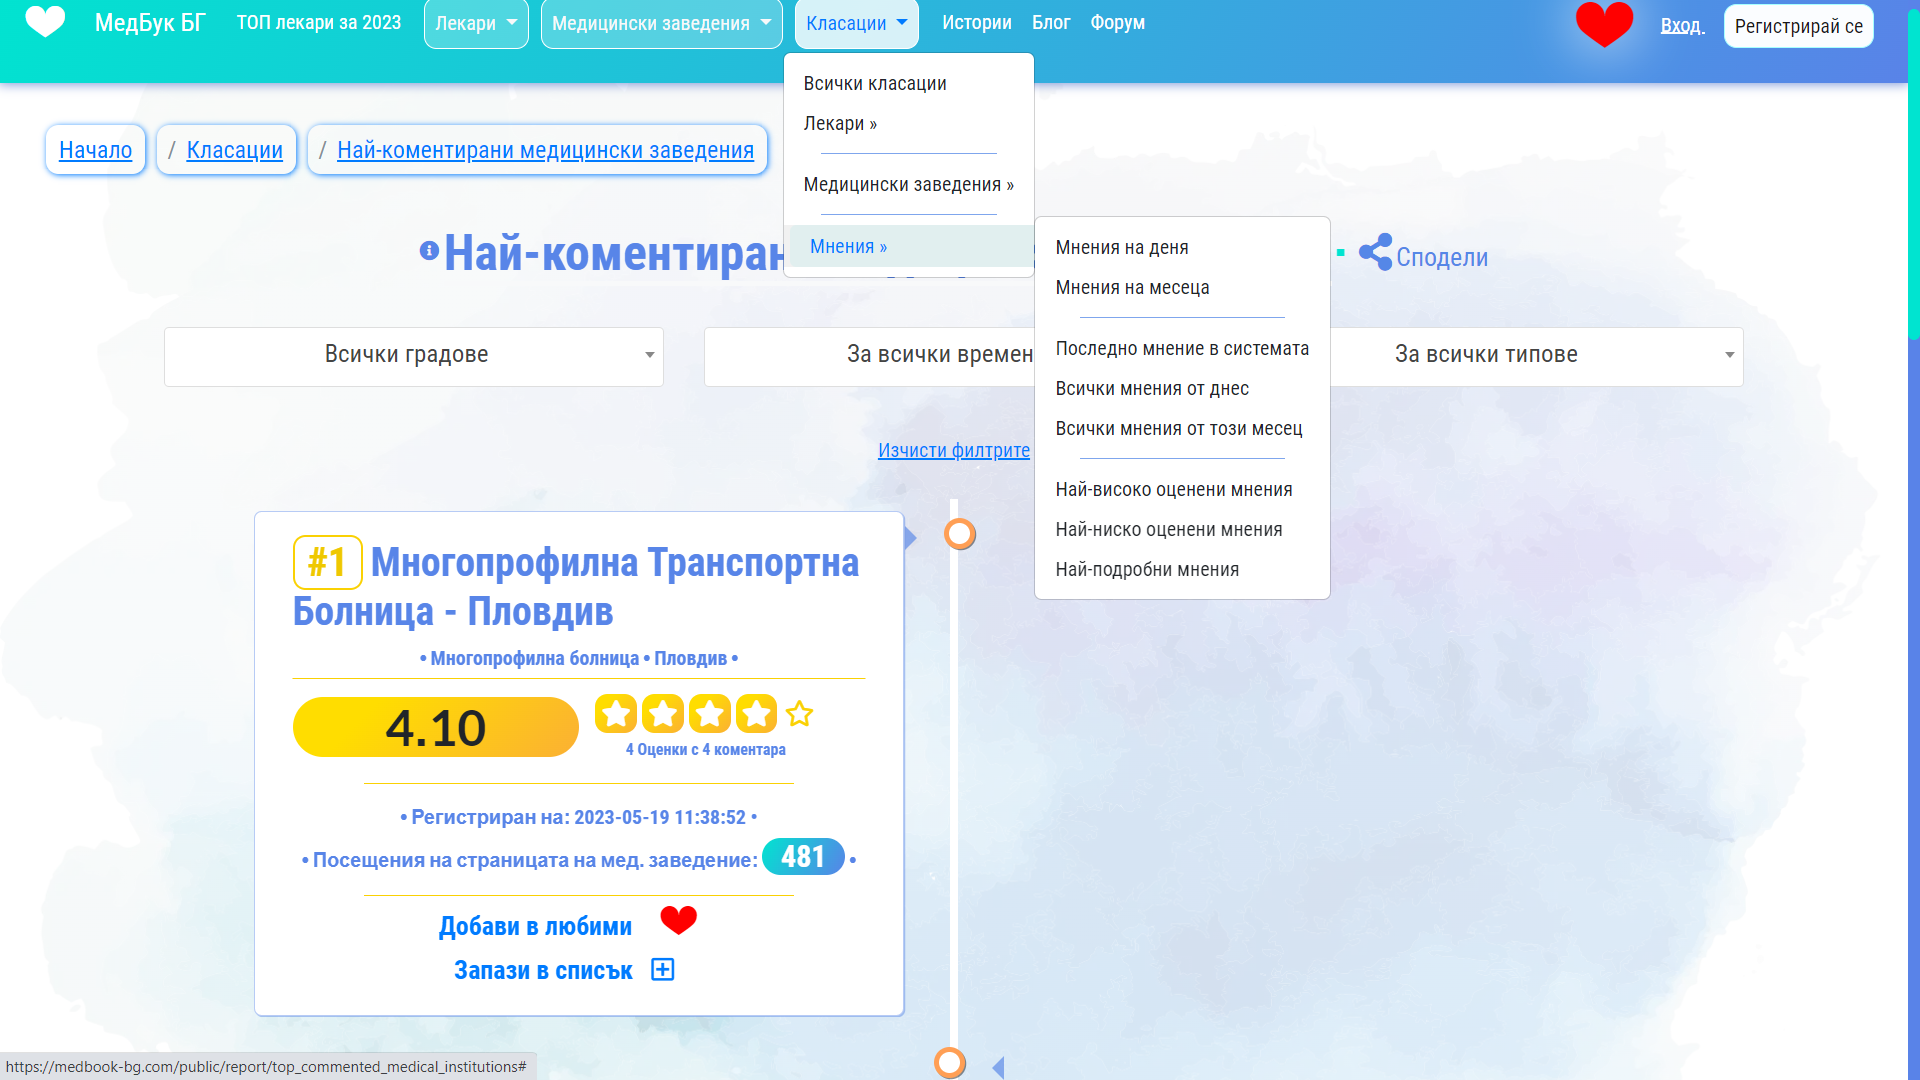 МедБук БГ
ТОП лекари за 2023
Лекари
Медицински заведения
Класации
Истории
Блог
Форум
Вход
Регистрирай се
Всички класации
Лекари »
Медицински заведения »
Мнения »
Мнения на деня
Мнения на месеца
Последно мнение в системата
Всички мнения от днес
Всички мнения от този месец
Най-високо оценени мнения
Най-ниско оценени мнения
Най-подробни мнения
Начало
/ Класации
/ Най-коментирани медицински заведения
Най-коментиран
Сподели
Всички градове
За всички времен
За всички типове
Изчисти филтрите
#1 Многопрофилна Транспортна
Болница - Пловдив
• Многопрофилна болница • Пловдив •
4.10
4 Оценки с 4 коментара
• Регистриран на: 2023-05-19 11:38:52 •
• Посещения на страницата на мед. заведение: 481 •
Добави в любими
Запази в списък
https://medbook-bg.com/public/report/top_commented_medical_institutions#